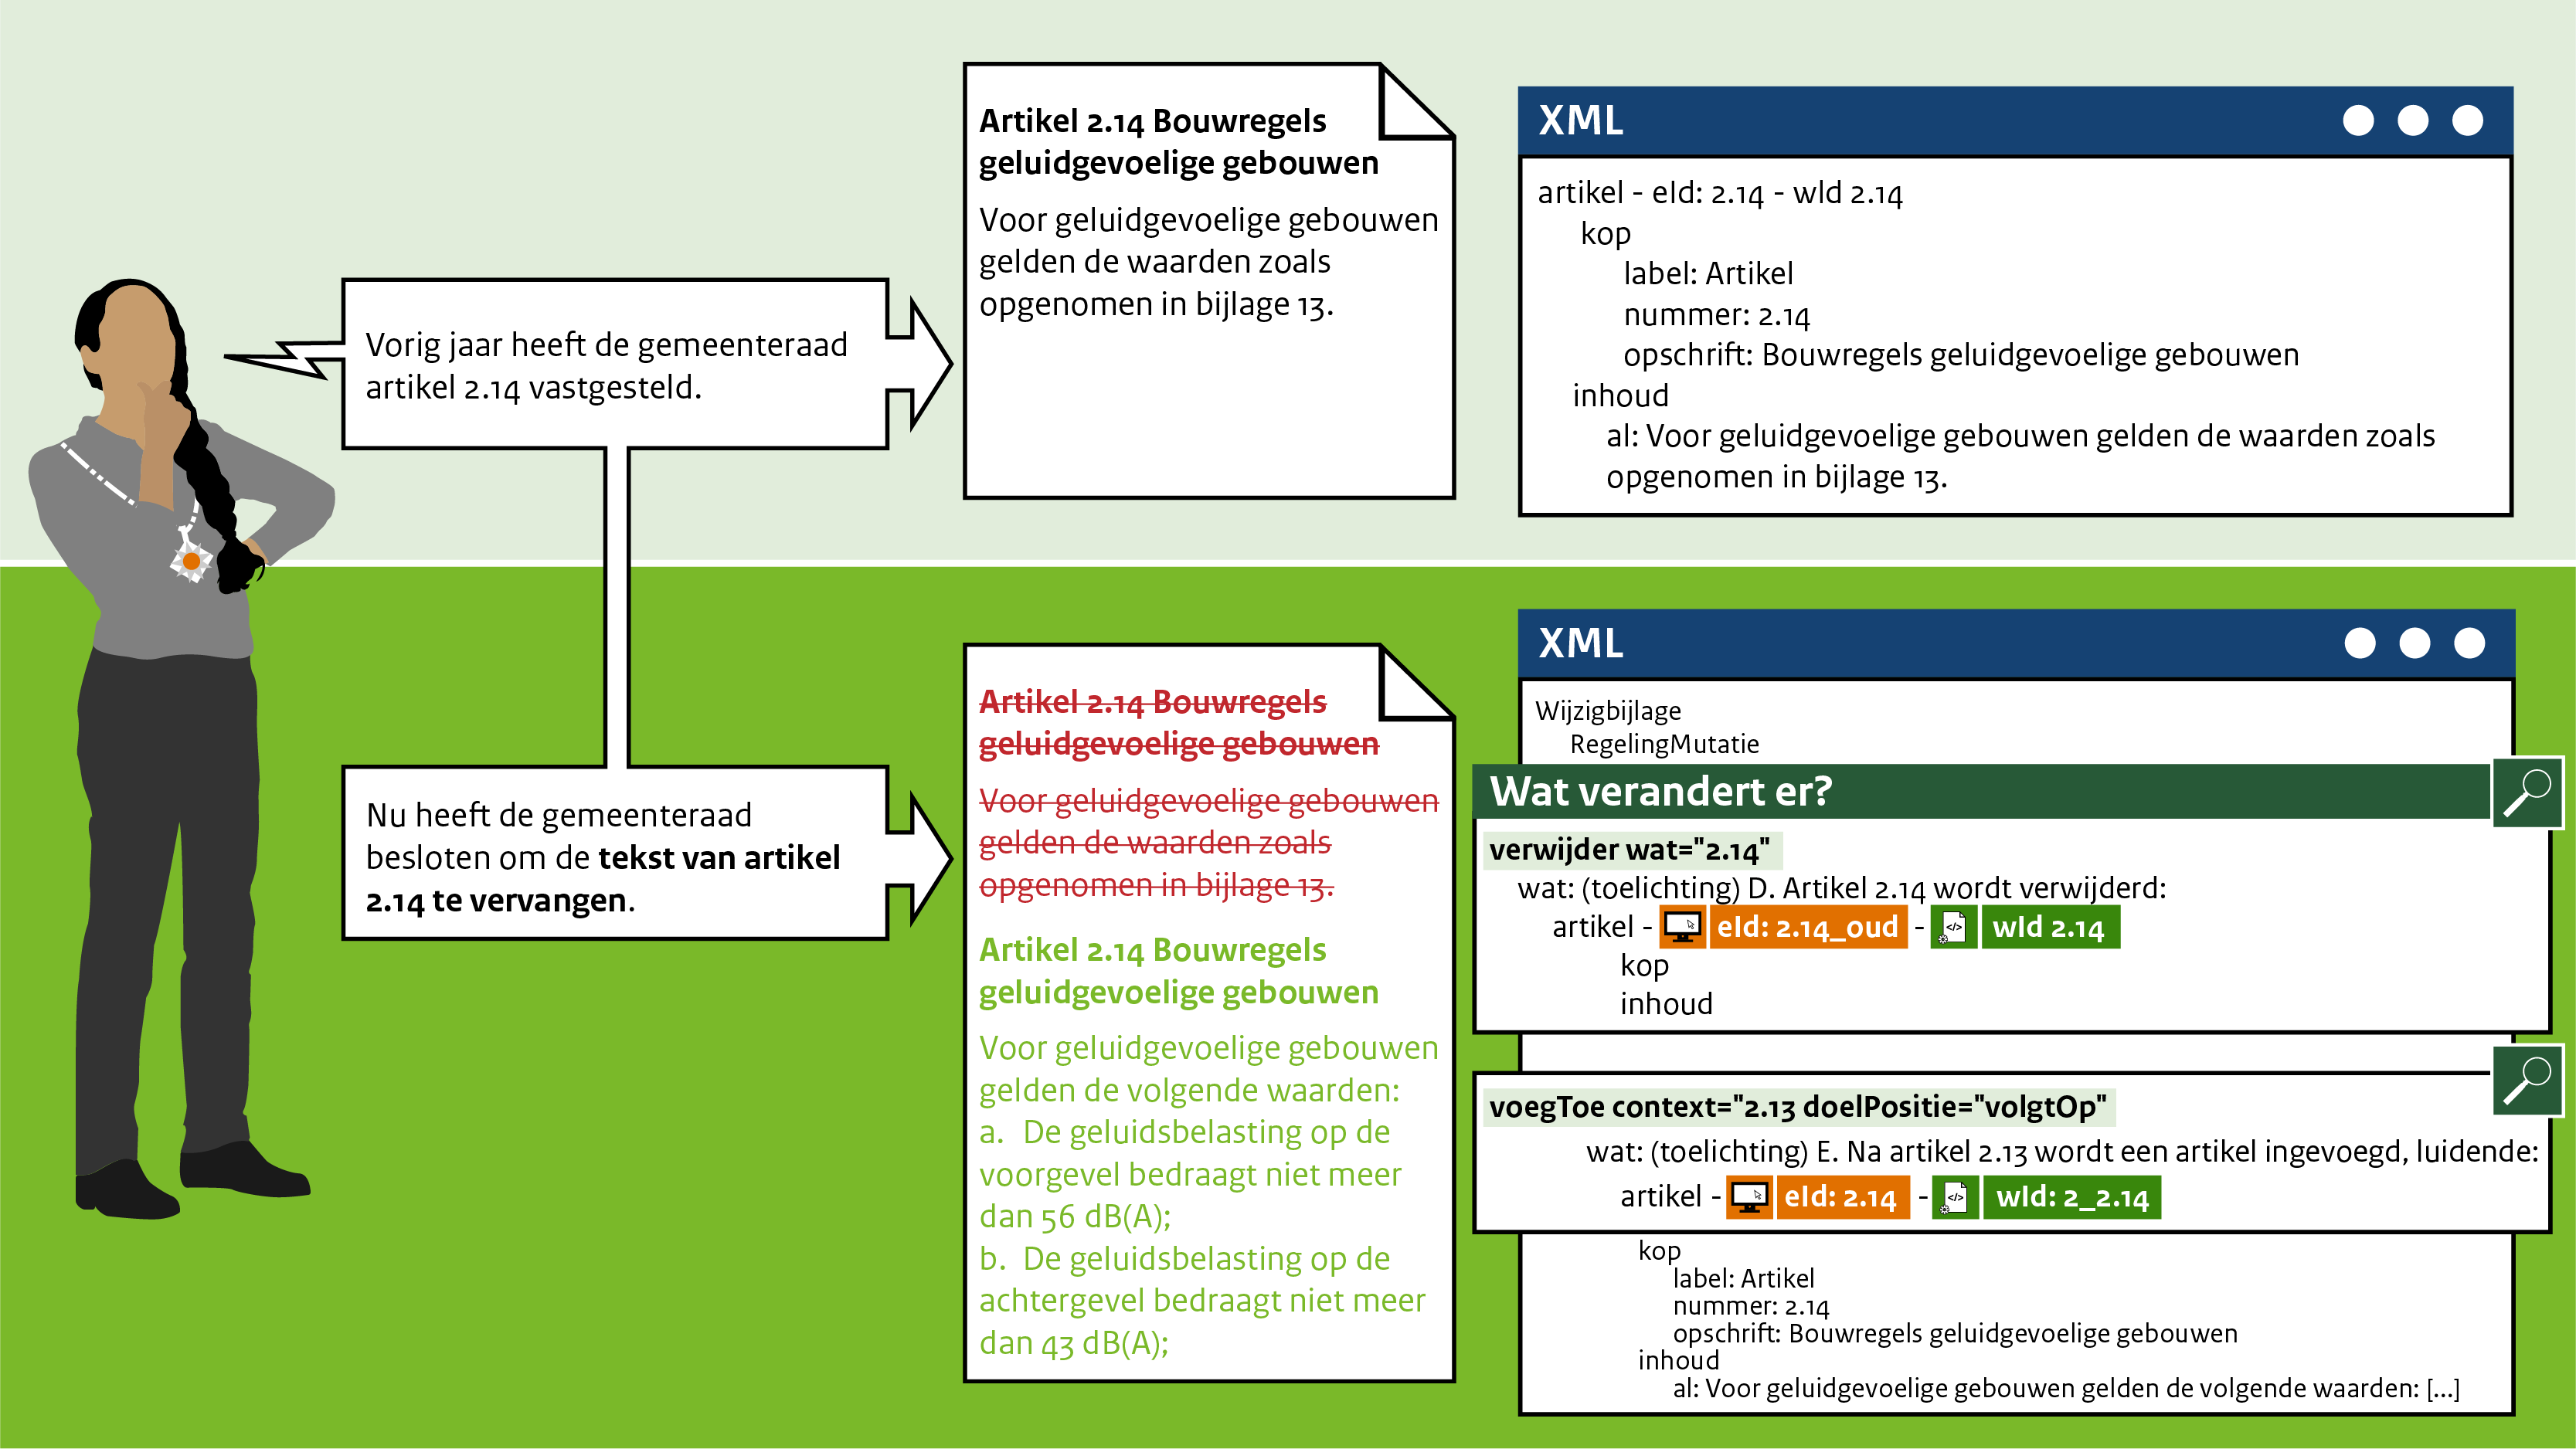 Vorig jaar heeft de gemeenteraad
artikel 2.14 vastgesteld.
Artikel 2.14 Bouwregels
geluidgevoelige gebouwen
Voor geluidgevoelige gebouwen
gelden de waarden zoals
opgenomen in bijlage 13.
XML
artikel - eId: 2.14 - wId 2.14
kop
label: Artikel
nummer: 2.14
opschrift: Bouwregels geluidgevoelige gebouwen
inhoud
al: Voor geluidgevoelige gebouwen gelden de waarden zoals
opgenomen in bijlage 13.
Nu heeft de gemeenteraad
besloten om de tekst van artikel
2.14 te vervangen.
Artikel 2.14 Bouwregels
geluidgevoelige gebouwen
Voor geluidgevoelige gebouwen
gelden de waarden zoals
opgenomen in bijlage 13.
Artikel 2.14 Bouwregels
geluidgevoelige gebouwen
Voor geluidgevoelige gebouwen
gelden de volgende waarden:
a. De geluidsbelasting op de
voorgevel bedraagt niet meer
dan 56 dB(A);
b. De geluidsbelasting op de
achtergevel bedraagt niet meer
dan 43 dB(A);
XML
Wijzigbijlage
RegelingMutatie
Wat verandert er?
verwijder wat="2.14"
wat: (toelichting) D. Artikel 2.14 wordt verwijderd:
artikel - </> eId: 2.14_oud - wId 2.14
kop
inhoud
voegToe context="2.13 doelPositie="volgtOp"
wat: (toelichting) E. Na artikel 2.13 wordt een artikel ingevoegd, luidende:
artikel - eId: 2.14 - </> wId: 2_2.14
kop
label: Artikel
nummer: 2.14
opschrift: Bouwregels geluidgevoelige gebouwen
inhoud
al: Voor geluidgevoelige gebouwen gelden de volgende waarden: [...]